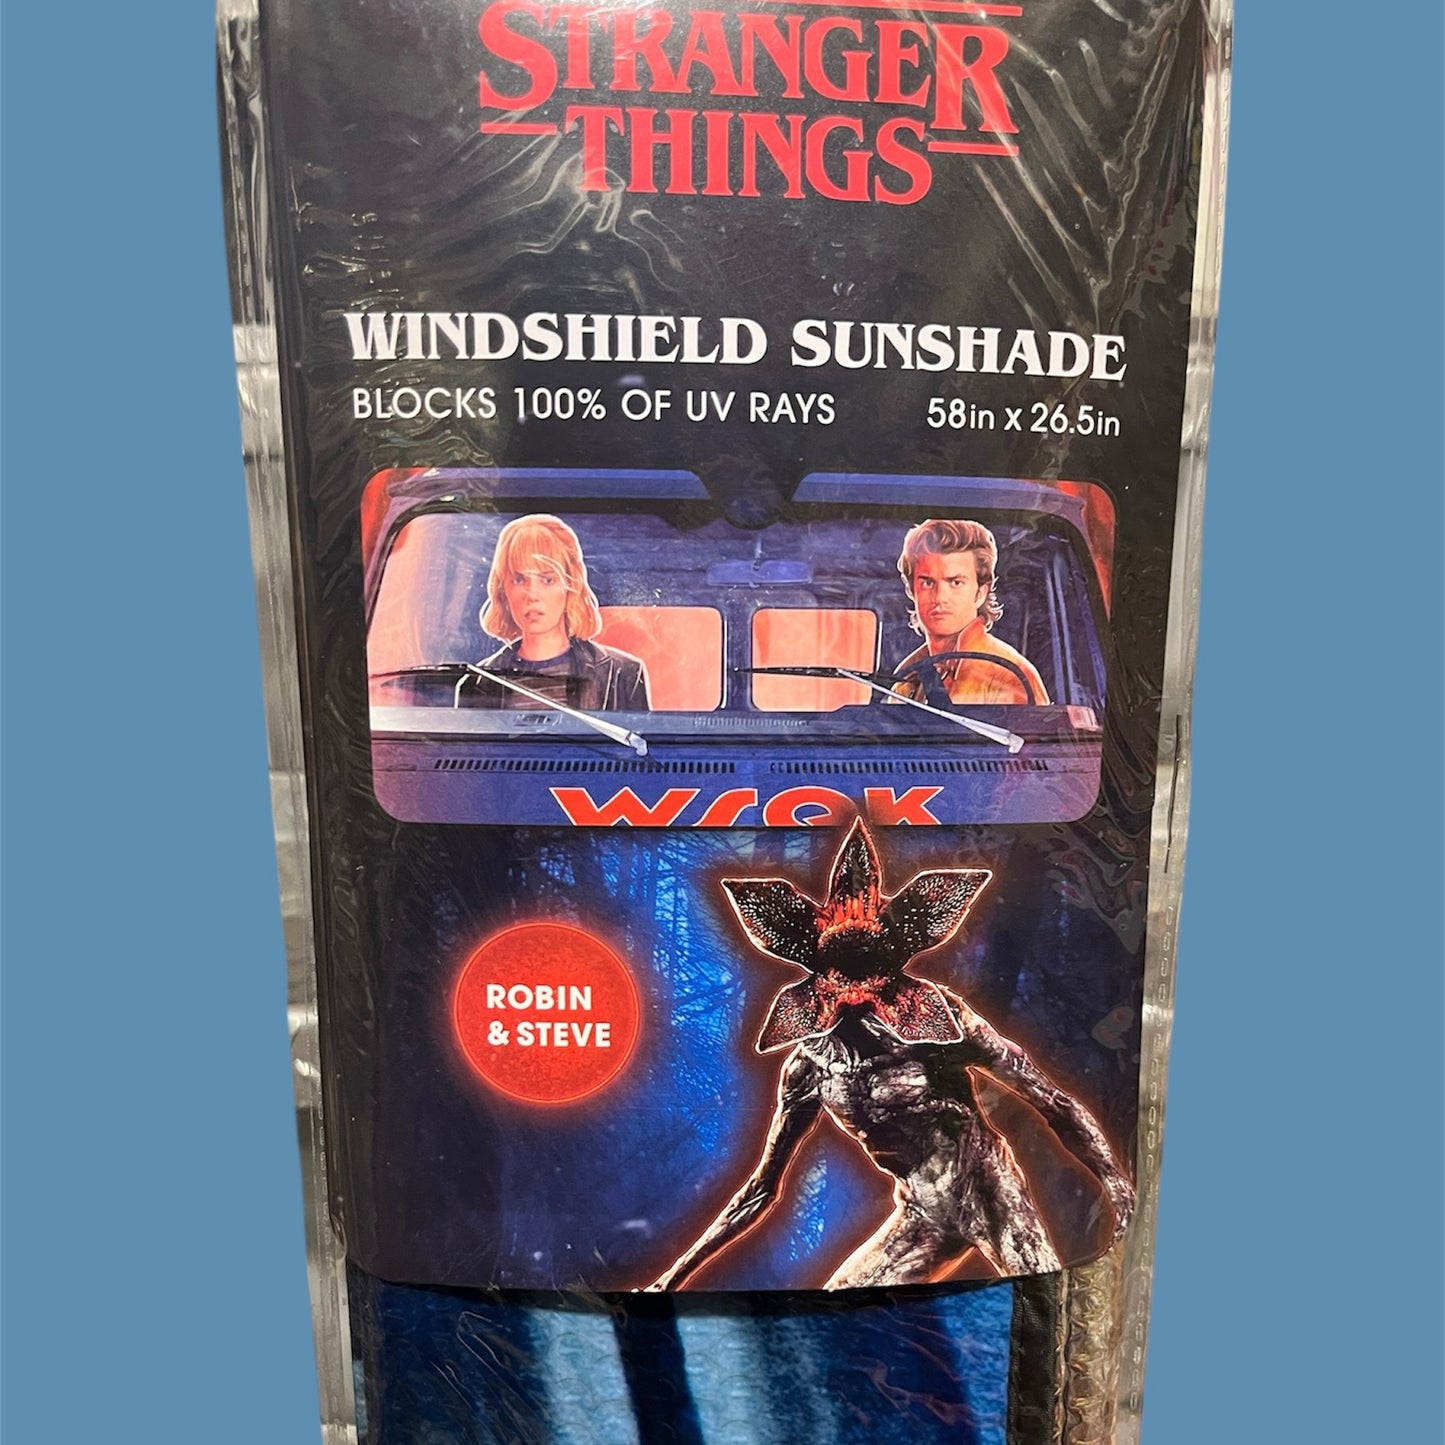 STRANGER
THINGS
WINDSHIELD SUNSHADE
BLOCKS 100% OF UV RAYS 58in x 26.5in
WSQK
ROBIN
& STEVE